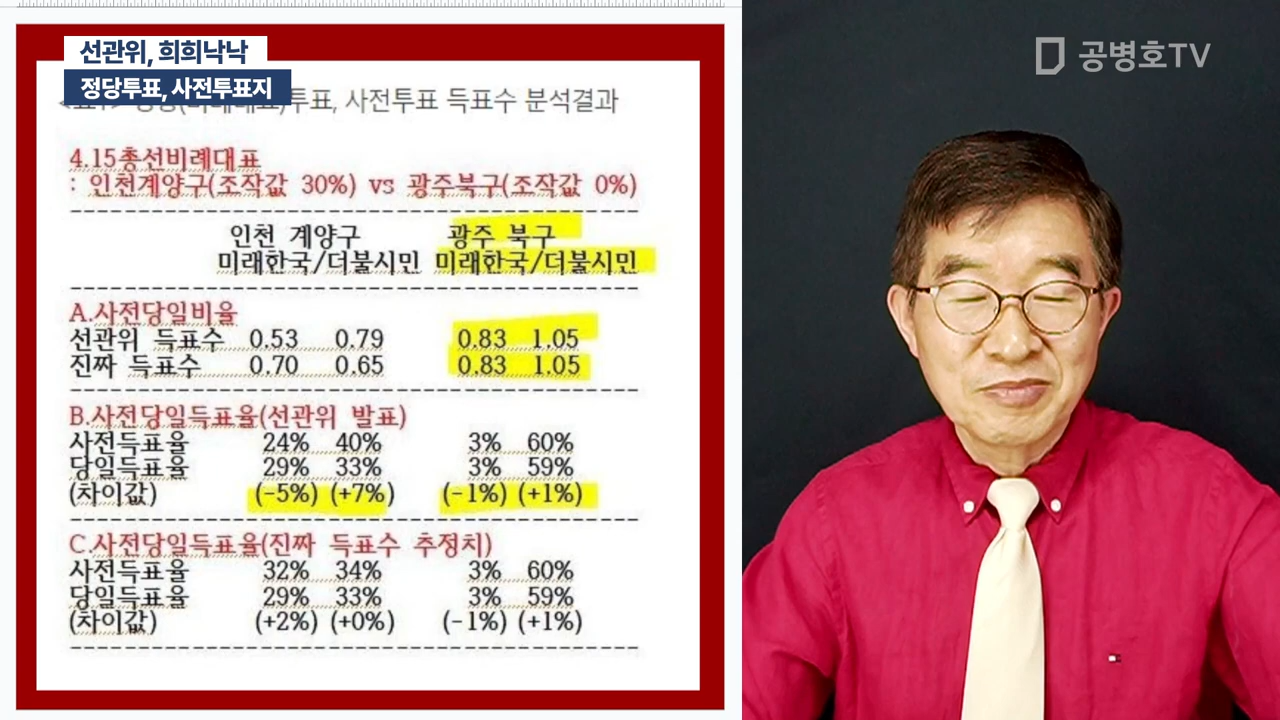 선관위, 희희낙낙
정당투표, 사전투표지
공병호TV
투표, 사전투표 득표수 분석결과
4.15총선비례대표
: 인천계양구(조작값 30%) vs 광주북구(조작값 0%)
인천 계양구 광주 북구
미래한국/더불시민 미래한국/더불시민
A.사전당일비율
선관위 득표수 0.53 0.79 0.83 1.05
진짜 득표수 0.70 0.65 0.83 1.05
B.사전당일득표율(선관위 발표)
사전득표율 24% 40% 3% 60%
당일득표율 29% 33% 3% 59%
(차이값) (-5%) (+7%) (-1%) (+1%)
C.사전당일득표율(진짜 득표수 추정치)
사전득표율 32% 34% 3% 60%
당일득표율 29% 33% 3% 59%
(차이값) (+2%) (+0%) (-1%) (+1%)